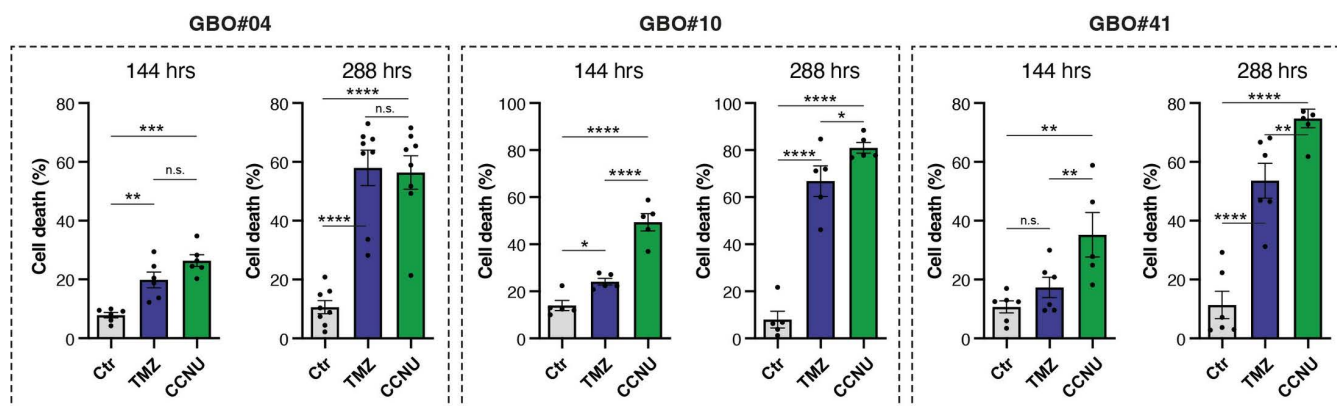 GBO#04
GBO#10
GBO#41
144 hrs
Cell death (%)
80
60
40
20
0
***
**
n.s.
Ctr
TMZ
CCNU
288 hrs
Cell death (%)
80
60
40
20
0
****
n.s.
****
Ctr
TMZ
CCNU
144 hrs
Cell death (%)
100
80
60
40
20
0
****
****
*
Ctr
TMZ
CCNU
288 hrs
Cell death (%)
100
80
60
40
20
0
****
*
****
Ctr
TMZ
CCNU
144 hrs
Cell death (%)
80
60
40
20
0
**
**
n.s.
Ctr
TMZ
CCNU
288 hrs
Cell death (%)
80
60
40
20
0
****
**
****
Ctr
TMZ
CCNU